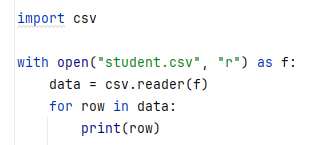 import csv

with open("student.csv", "r") as f:
    data = csv.reader(f)
    for row in data:
        print(row)